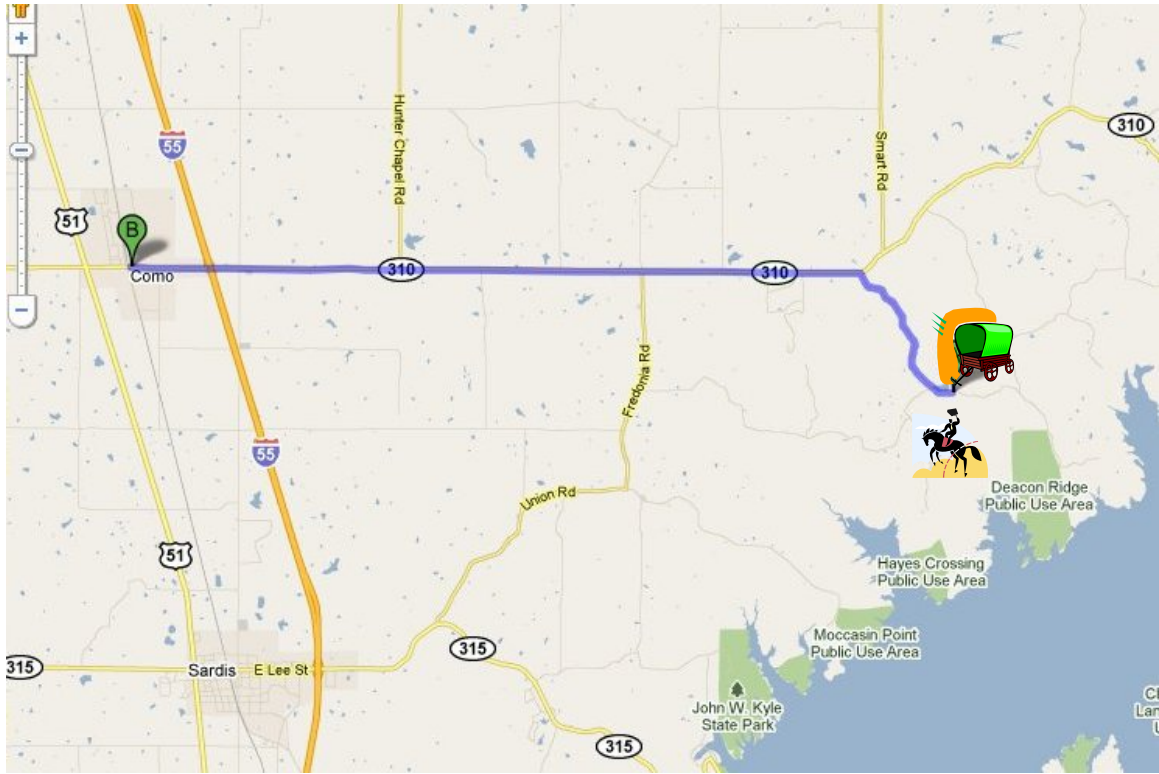 310
55
Hunter Chapel Rd
Smart Rd
51
B
Como
310
310
Fredonia Rd
55
Union Rd
Deacon Ridge
Public Use Area
51
Hayes Crossing
Public Use Area
Moccasin Point
Public Use Area
315
Sardis
E Lee St
315
John W. Kyle
State Park
315
Lan